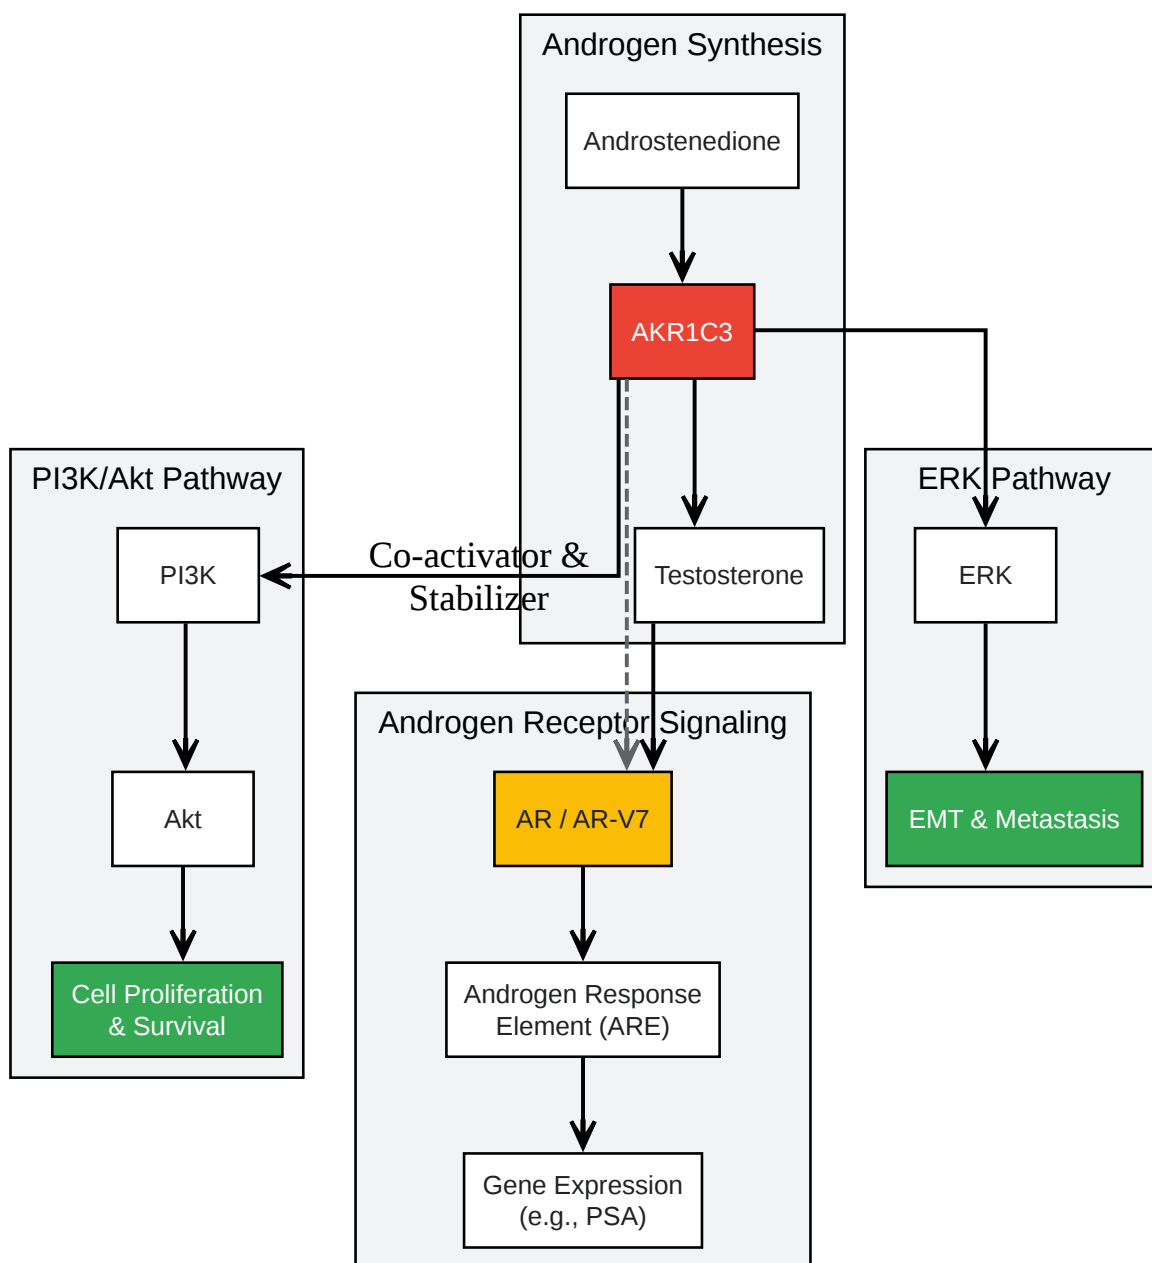 Androgen Synthesis
Androstenedione
AKR1C3
PI3K/Akt Pathway
ERK Pathway
PI3K
Co-activator &
Stabilizer
Testosterone
ERK
Androgen Receptor Signaling
Akt
AR / AR-V7
EMT & Metastasis
Cell Proliferation
& Survival
Androgen Response
Element (ARE)
Gene Expression
(e.g., PSA)